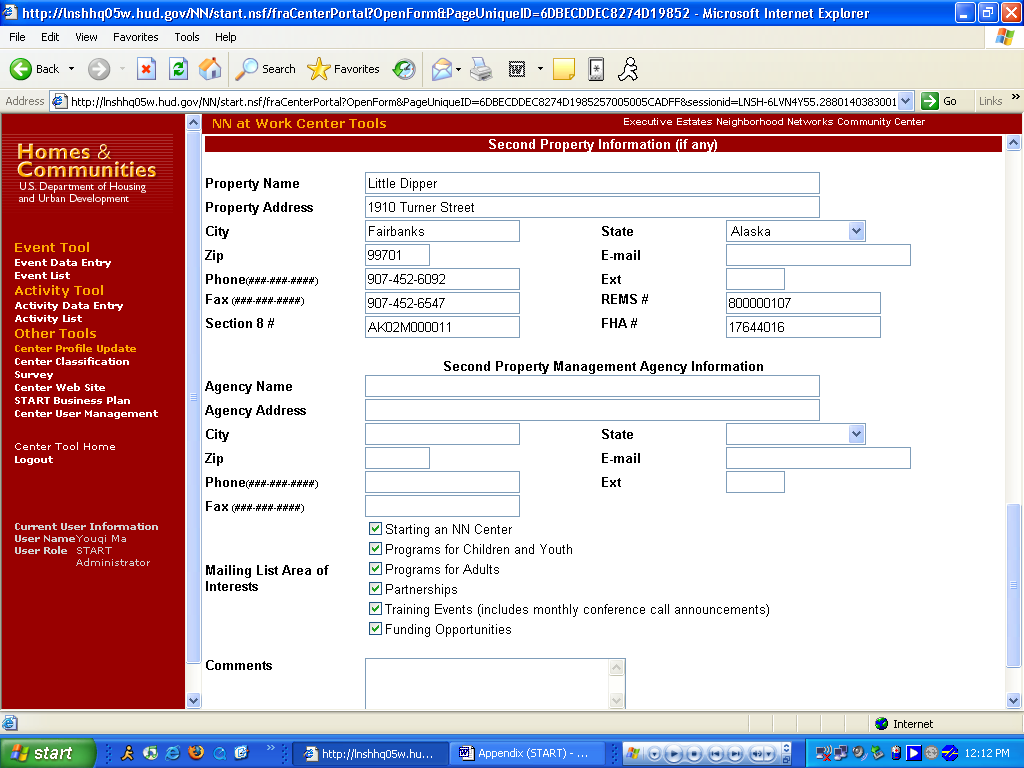 http://lnshhq05w.hud.gov/NN/start.nsf/fraCenterPortal?OpenForm&PageUniqueID=6DBECDDEC8274D19852 - Microsoft Internet Explorer
File Edit View Favorites Tools Help
Back Search Favorites
Address http://lnshhq05w.hud.gov/NN/start.nsf/fraCenterPortal?OpenForm&PageUniqueID=6DBECDDEC8274D1985257005005CADFF&sessionid=LNSH-6LVN4Y55.2880140383001 Go Links »
Homes &
Communities
U.S. Department of Housing
and Urban Development
Event Tool
Event Data Entry
Event List
Activity Tool
Activity Data Entry
Activity List
Other Tools
Center Profile Update
Center Classification
Survey
Center Web Site
START Business Plan
Center User Management
Center Tool Home
Logout
Current User Information
User Name Youqi Ma
User Role START
Administrator
NN at Work Center Tools Executive Estates Neighborhood Networks Community Center
Second Property Information (if any)
Property Name Little Dipper
Property Address 1910 Turner Street
City Fairbanks State Alaska
Zip 99701 E-mail
Phone(###-###-####) 907-452-6092 Ext
Fax (###-###-####) 907-452-6547 REMS # 800000107
Section 8 # AK02M000011 FHA # 17644016
Second Property Management Agency Information
Agency Name
Agency Address
City State
Zip E-mail
Phone(###-###-####) Ext
Fax (###-###-####)
Mailing List Area of
Interests
Starting an NN Center
Programs for Children and Youth
Programs for Adults
Partnerships
Training Events (includes monthly conference call announcements)
Funding Opportunities
Comments
Internet
start » http://lnshhq05w.hu... Appendix (START) - ... 12:12 PM